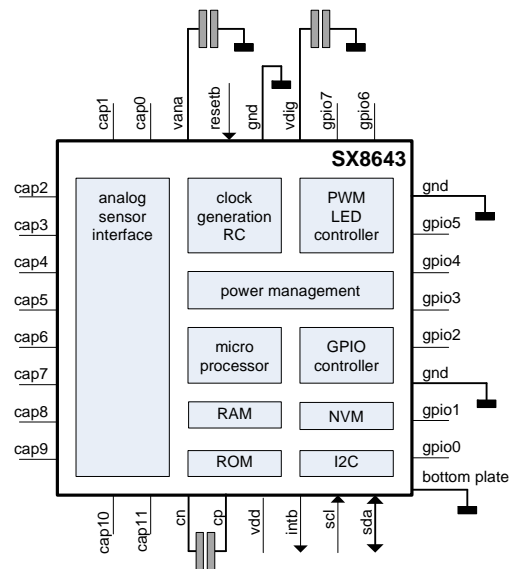 cap1
cap0
vana
resetb
gnd
vdig
gpio7
gpio6
SX8643
cap2
cap3
cap4
cap5
cap6
cap7
cap8
cap9
analog
sensor
interface
clock
generation
RC
PWM
LED
controller
power management
micro
processor
GPIO
controller
RAM
NVM
ROM
I2C
gnd
gpio5
gpio4
gpio3
gpio2
gnd
gpio1
gpio0
bottom plate
cap10
cap11
cn
cp
vdd
intb
scl
sda